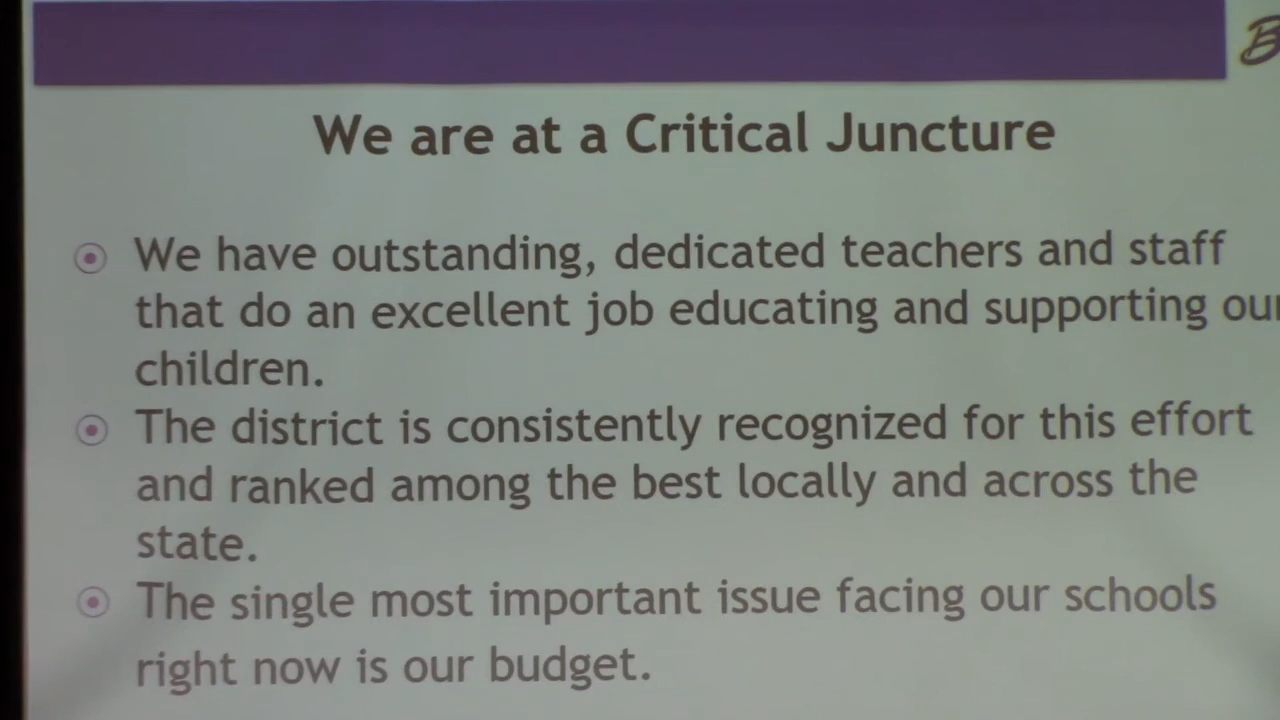 B
We are at a Critical Juncture
We have outstanding, dedicated teachers and staff
that do an excellent job educating and supporting our
children.
The district is consistently recognized for this effort
and ranked among the best locally and across the
state.
The single most important issue facing our schools
right now is our budget.